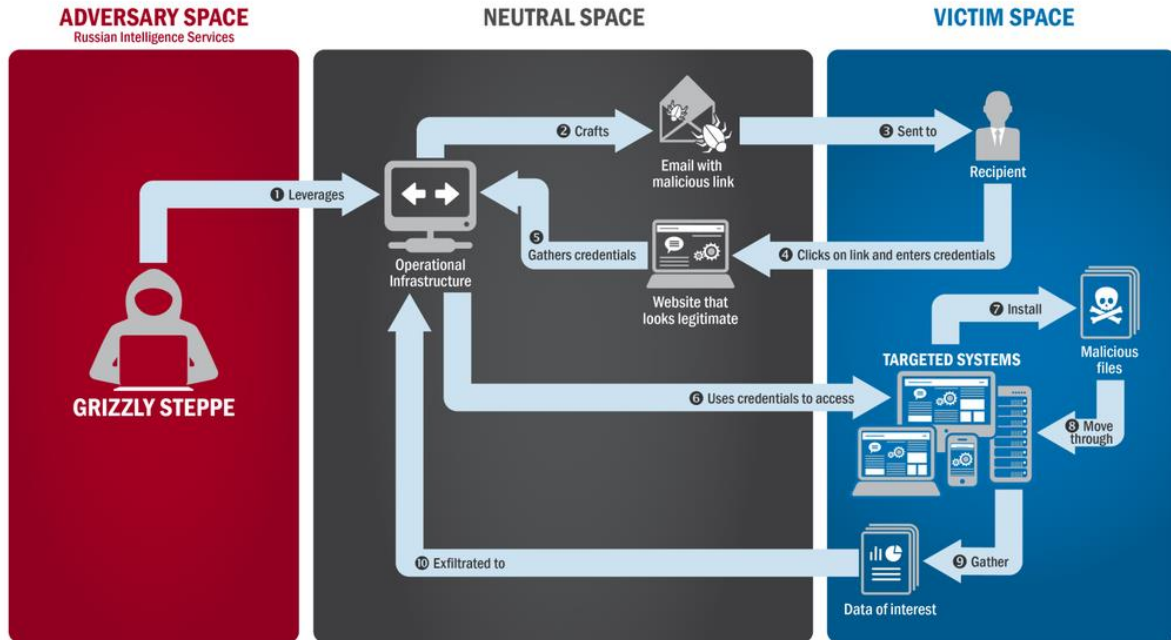 ADVERSARY SPACE
Russian Intelligence Services
NEUTRAL SPACE
VICTIM SPACE
❶ Leverages
GRIZZLY STEPPE
Operational
Infrastructure
❷ Crafts
Email with
malicious link
❸ Sent to
Recipient
❹ Clicks on link and enters credentials
Website that
looks legitimate
❺
Gathers credentials
❻ Uses credentials to access
TARGETED SYSTEMS
❼ Install
Malicious
files
❽ Move
through
❾ Gather
Data of interest
❿ Exfiltrated to